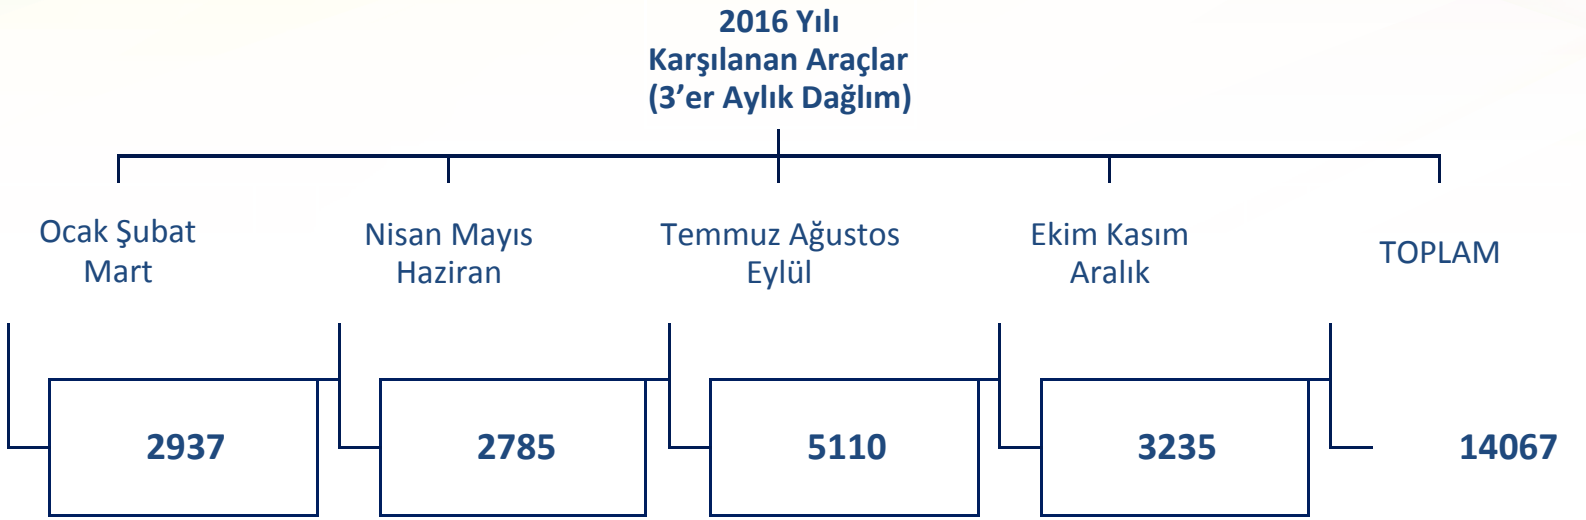 2016 Yılı
Karşılanan Araçlar
(3’er Aylık Dağlım)
Ocak Şubat
Mart
Nisan Mayıs
Haziran
Temmuz Ağustos
Eylül
Ekim Kasım
Aralık
TOPLAM
2937
2785
5110
3235
14067